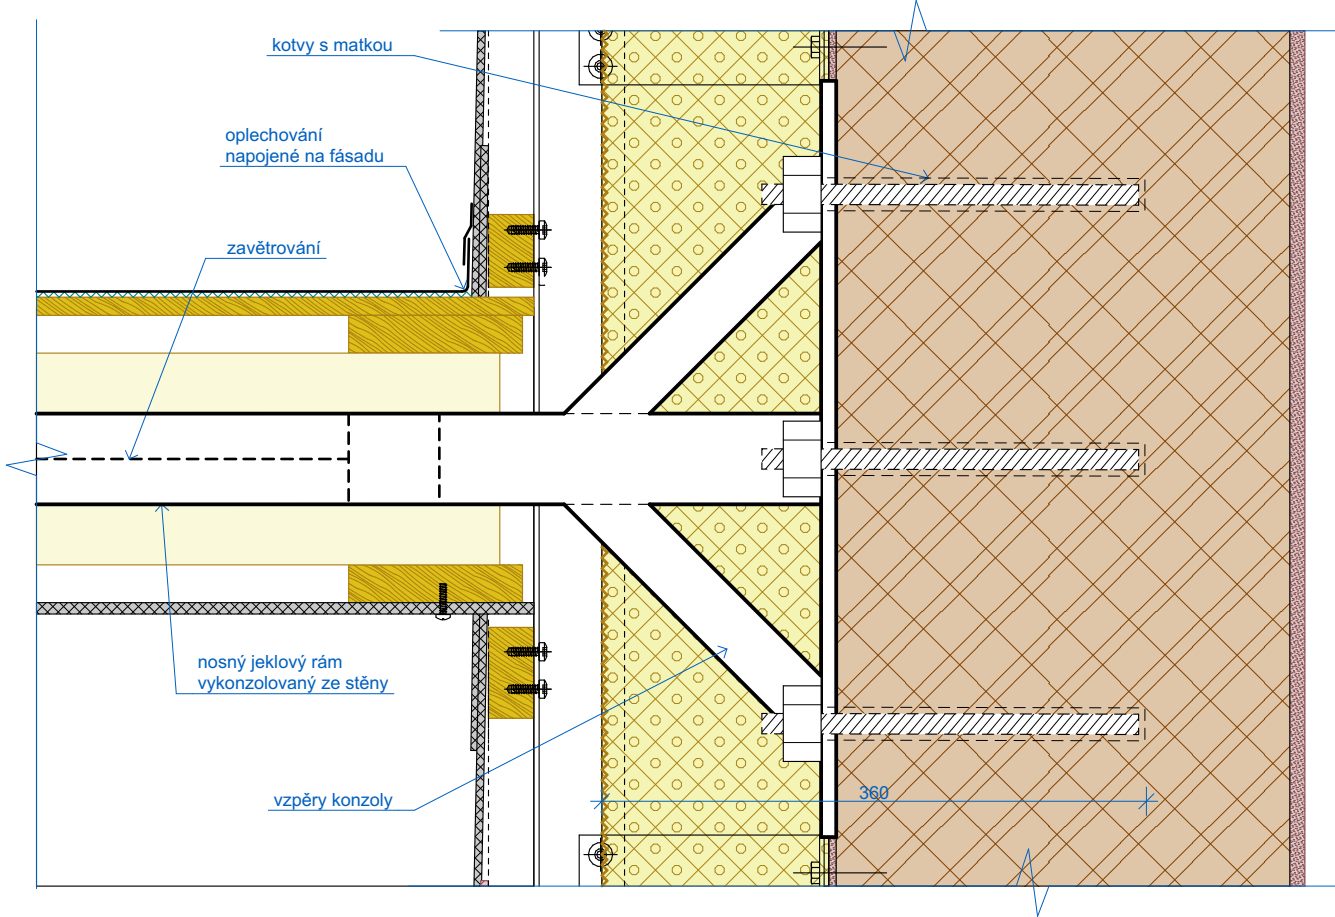 kotvy s matkou
oplechování
napojené na fásadu
zavětrování
nosný jeklový rám
vykonzolovaný ze stěny
vzpěry konzoly
360